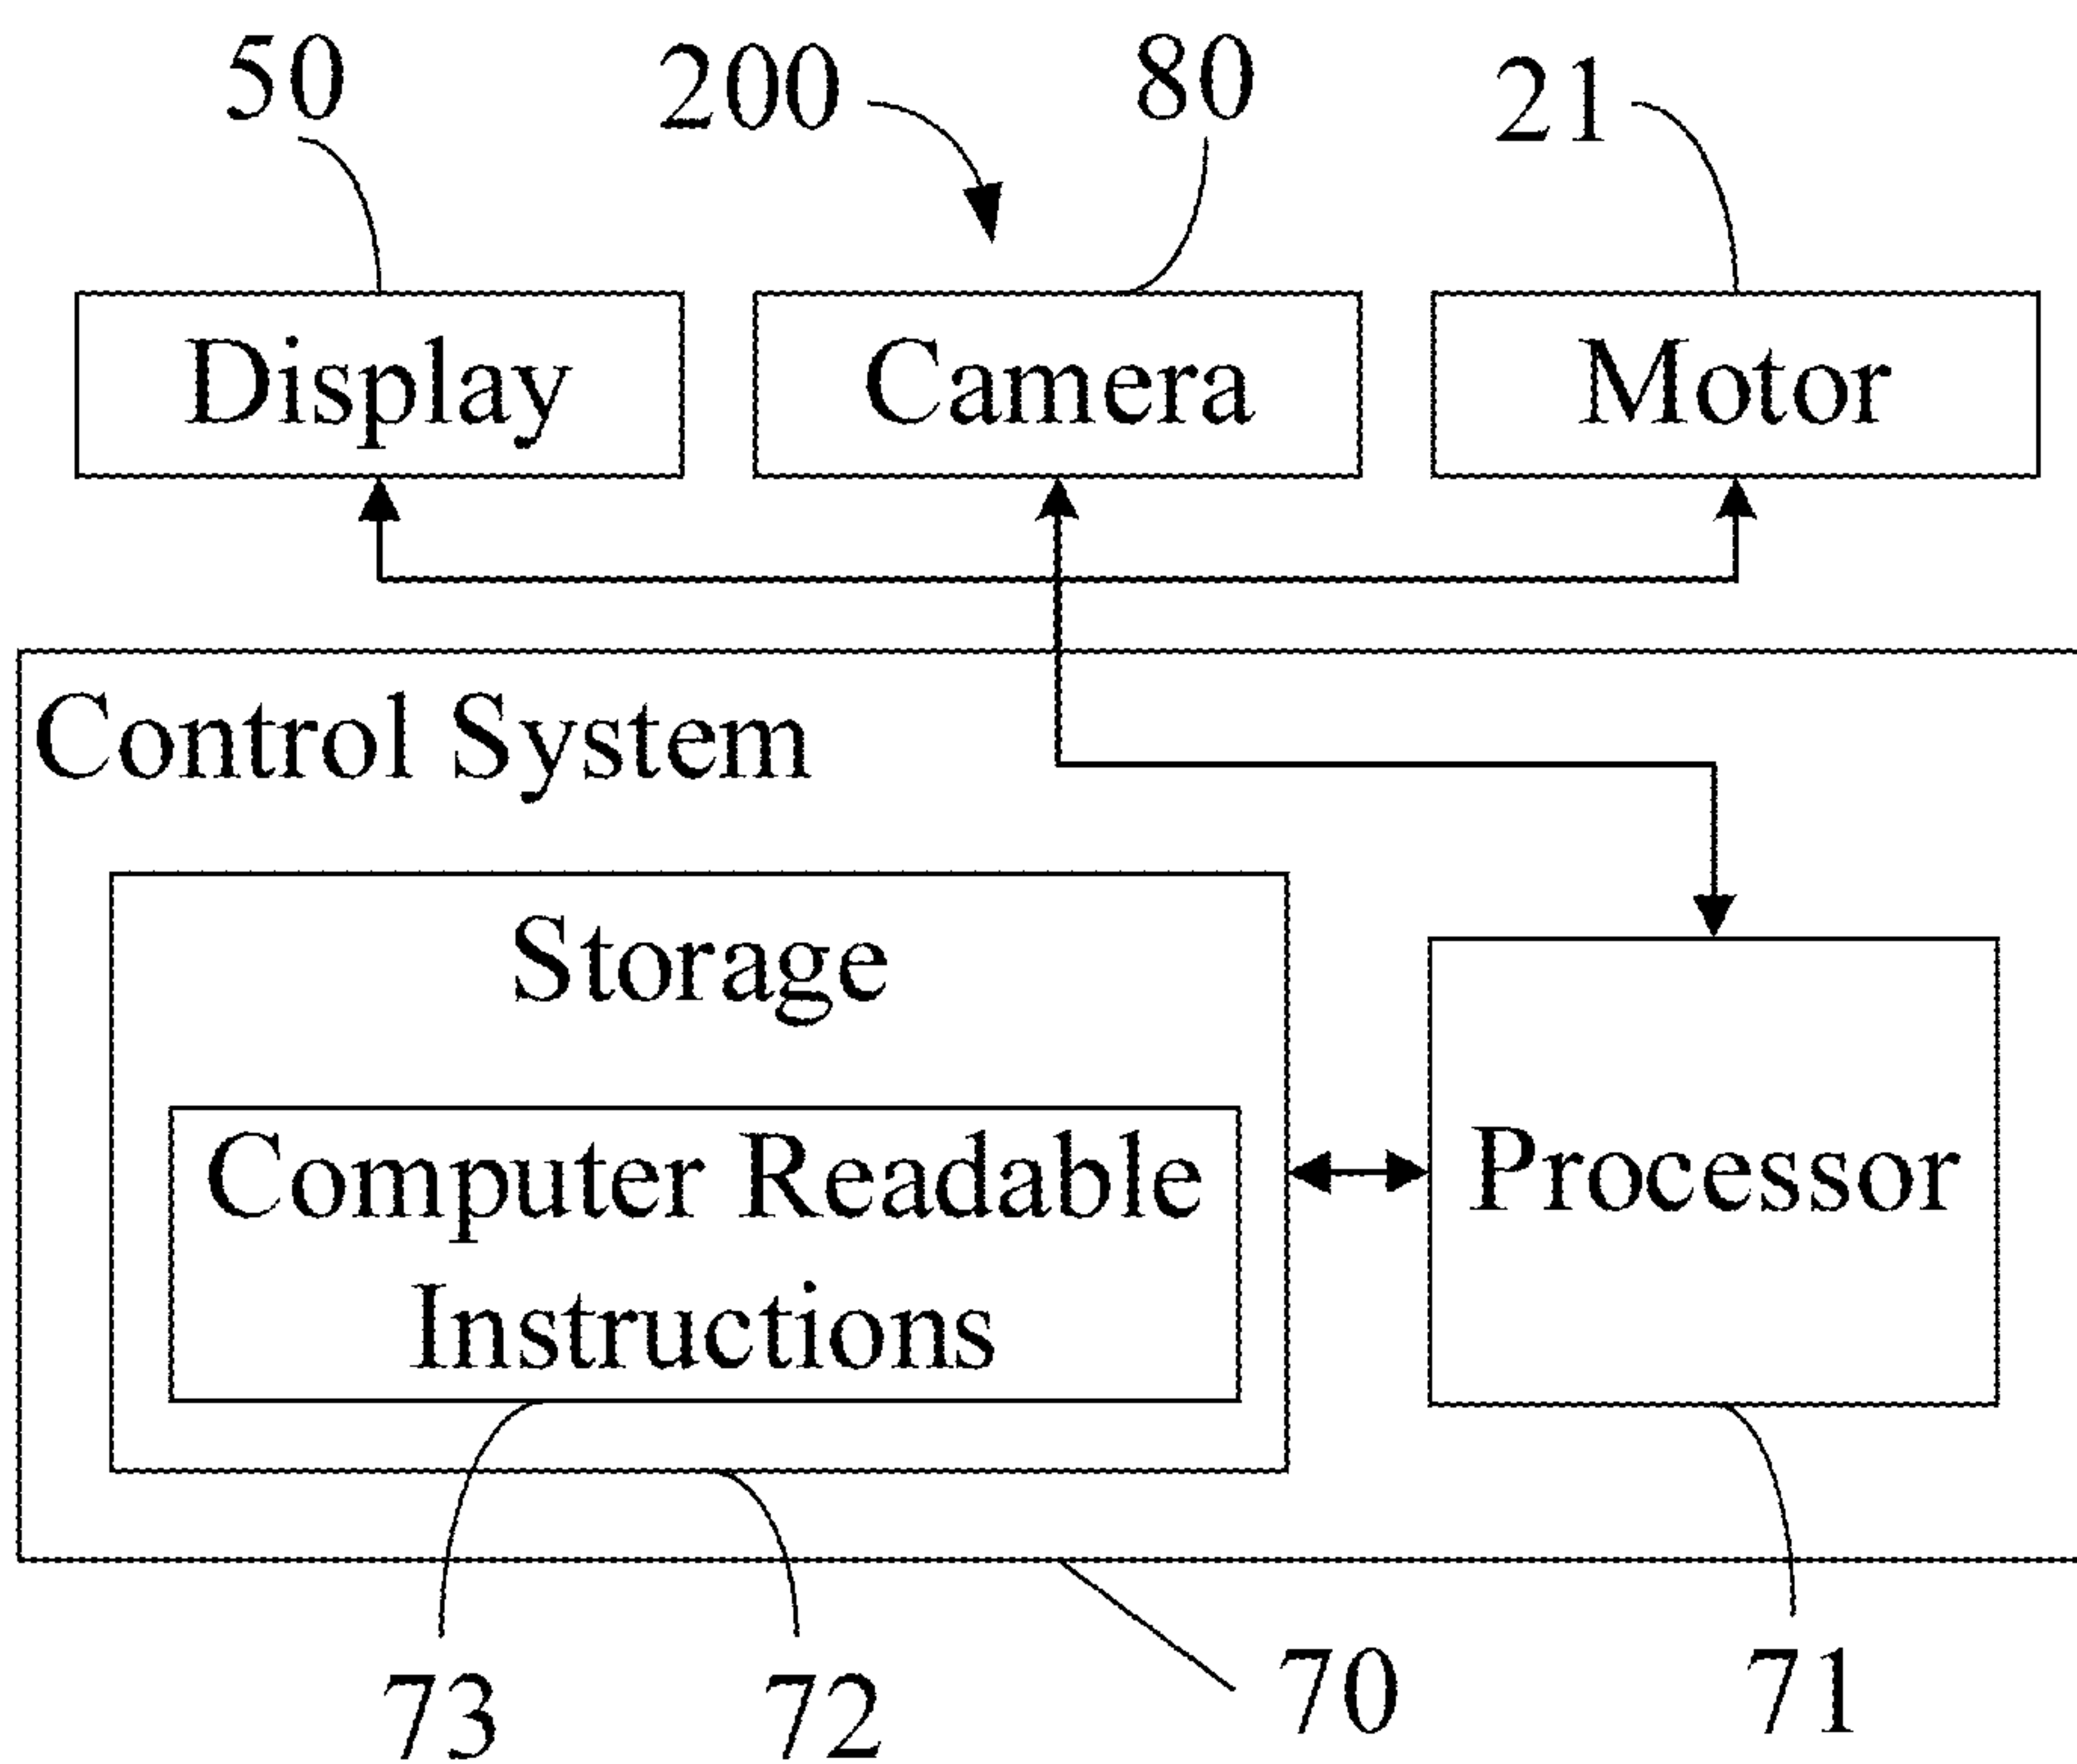 50 200 80 21
Display Camera Motor
Control System
Storage
Computer Readable
Instructions
Processor
73 72 70 71